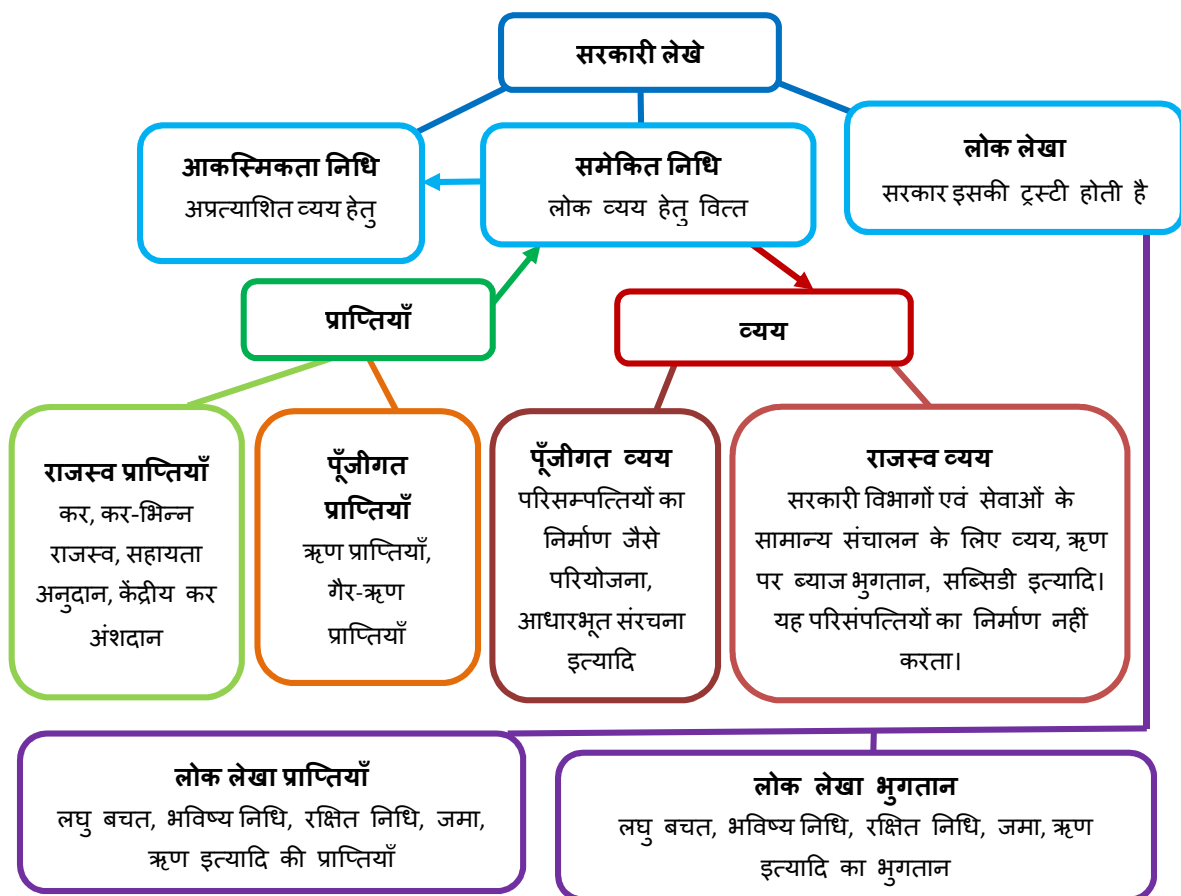 सरकारी लेखे
आकस्मिकता निधि
अप्रत्याशित व्यय हेतु
समेकित निधि
लोक व्यय हेतु वित्त
लोक लेखा
सरकार इसकी ट्रस्टी होती है
प्राप्तियाँ
व्यय
राजस्व प्राप्तियाँ
कर, कर-भिन्न
राजस्व, सहायता
अनुदान, केंद्रीय कर
अंशदान
पूँजीगत
प्राप्तियाँ
ऋण प्राप्तियाँ,
गैर-ऋण
प्राप्तियाँ
पूँजीगत व्यय
परिसम्पत्तियों का
निर्माण जैसे
परियोजना,
आधारभूत संरचना
इत्यादि
राजस्व व्यय
सरकारी विभागों एवं सेवाओं के
सामान्य संचालन के लिए व्यय, ऋण
पर ब्याज भुगतान, सब्सिडी इत्यादि।
यह परिसंपत्तियों का निर्माण नहीं
करता।
लोक लेखा प्राप्तियाँ
लघु बचत, भविष्य निधि, रक्षित निधि, जमा,
ऋण इत्यादि की प्राप्तियाँ
लोक लेखा भुगतान
लघु बचत, भविष्य निधि, रक्षित निधि, जमा, ऋण
इत्यादि का भुगतान